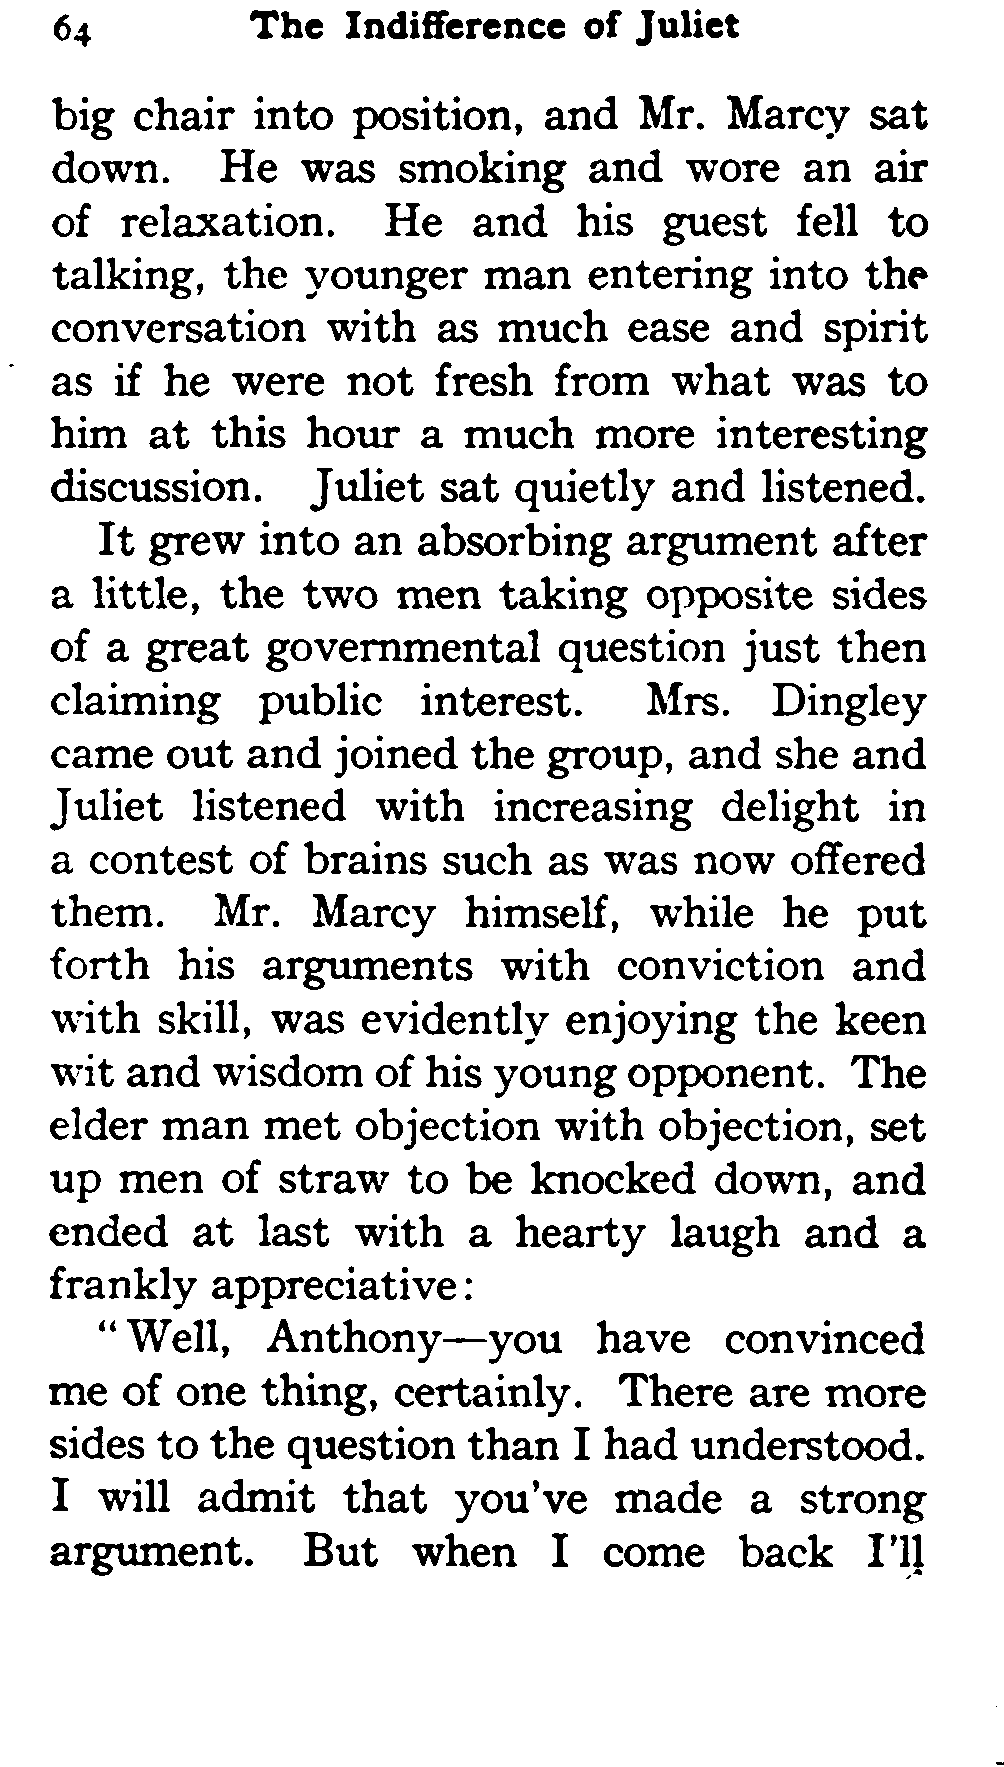 64 The Indifference of Juliet
big chair into position, and Mr. Marcy sat
down. He was smoking and wore an air
of relaxation. He and his guest fell to
talking, the younger man entering into the
conversation with as much ease and spirit
as if he were not fresh from what was to
him at this hour a much more interesting
discussion. Juliet sat quietly and listened.
It grew into an absorbing argument after
a little, the two men taking opposite sides
of a great governmental question just then
claiming public interest. Mrs. Dingley
came out and joined the group, and she and
Juliet listened with increasing delight in
a contest of brains such as was now offered
them. Mr. Marcy himself, while he put
forth his arguments with conviction and
with skill, was evidently enjoying the keen
wit and wisdom of his young opponent. The
elder man met objection with objection, set
up men of straw to be knocked down, and
ended at last with a hearty laugh and a
frankly appreciative:
“Well, Anthony—you have convinced
me of one thing, certainly. There are more
sides to the question than I had understood.
I will admit that you've made a strong
argument. But when I come back I'll